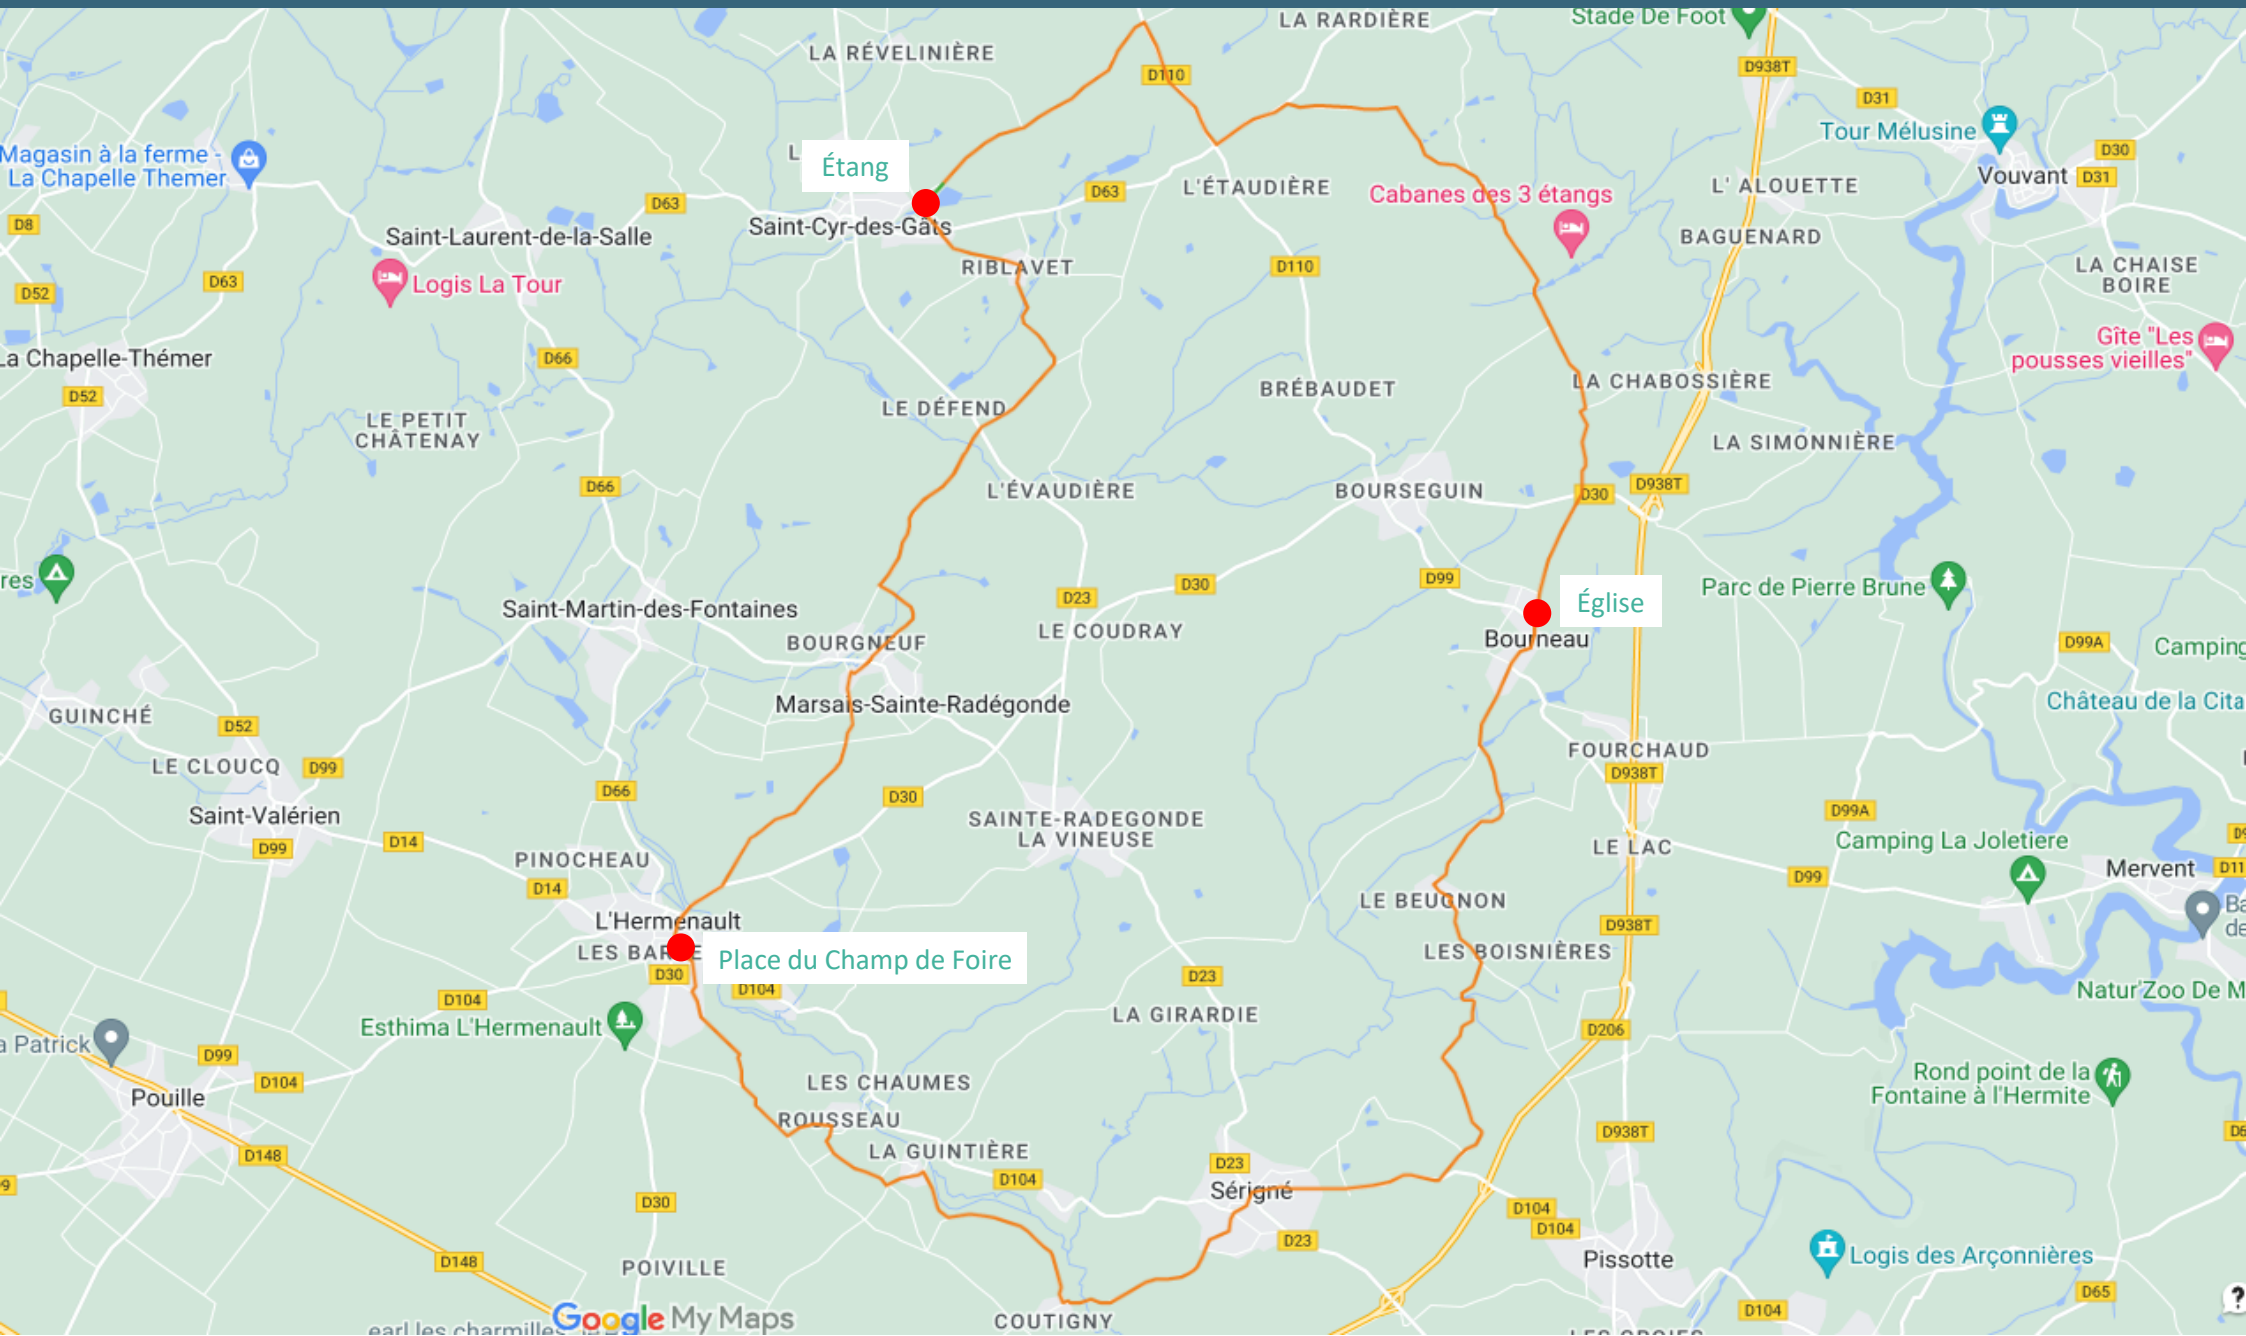 LA RARDIÈRE
Stade De Foot
LA RÉVELINIÈRE
D110
D938T
D31
Tour Mélusine
D30
Magasin à la ferme -
La Chapelle Themer
Étang
Vouvant
D31
L'ÉTAUDIÈRE
D63
D63
Cabanes des 3 étangs
L' ALOUETTE
D8
Saint-Laurent-de-la-Salle
Saint-Cyr-des-Gâts
BAGUENARD
RIBLAVET
D110
LA CHAISE
BOIRE
D52
D63
Logis La Tour
Gîte "Les
pousses vieilles"
La Chapelle-Thémer
D66
D52
BRÉBAUDET
LA CHABOSSIÈRE
LE DÉFEND
LE PETIT
CHÂTENAY
LA SIMONNIÈRE
D66
L'ÉVAUDIÈRE
BOURSEGUIN
D30
D938T
res
D99
D30
D23
Église
Parc de Pierre Brune
Saint-Martin-des-Fontaines
BOURGNEUF
LE COUDRAY
Bourneau
D99A
Camping
Marsais-Sainte-Radégonde
Château de la Cita
GUINCHÉ
D52
FOURCHAUD
LE CLOUCQ
D99
D938T
D66
D30
Saint-Valérien
SAINTE-RADEGONDE
LA VINEUSE
D99A
D99
D14
LE LAC
Camping La Joletiere
PINOCHEAU
Mervent
D11
D14
D99
LE BEUGNON
L'Hermenault
D938T
LES BAR
E
Place du Champ de Foire
LES BOISNIÈRES
D30
D104
D23
D104
Natur'Zoo De M
LA GIRARDIE
Esthima L'Hermenault
D206
a Patrick
D99
D104
LES CHAUMES
Rond point de la
Fontaine à l'Hermite
Pouille
ROUSSEAU
D938T
D6
LA GUINTIÈRE
D148
D23
D104
Sérigné
D30
D104
D104
D23
Pissotte
Logis des Arçonnières
D148
POIVILLE
D65
Google My Maps
COUTIGNY
D104
?